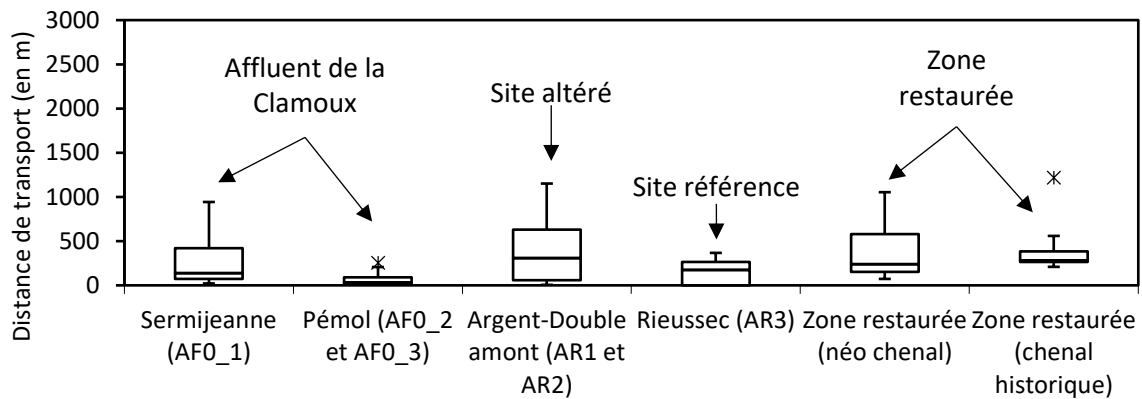 Distance de transport (en m)
3000
2500
2000
1500
1000
500
0
Affluent de la
Clamoux
Site altéré
Site référence
Zone
restaurée
Sermijeanne
(AF0_1)
Pémol (AF0_2
et AF0_3)
Argent-Double
amont (AR1 et
AR2)
Rieussec (AR3)
Zone restaurée
(néo chenal)
Zone restaurée
(chenal
historique)